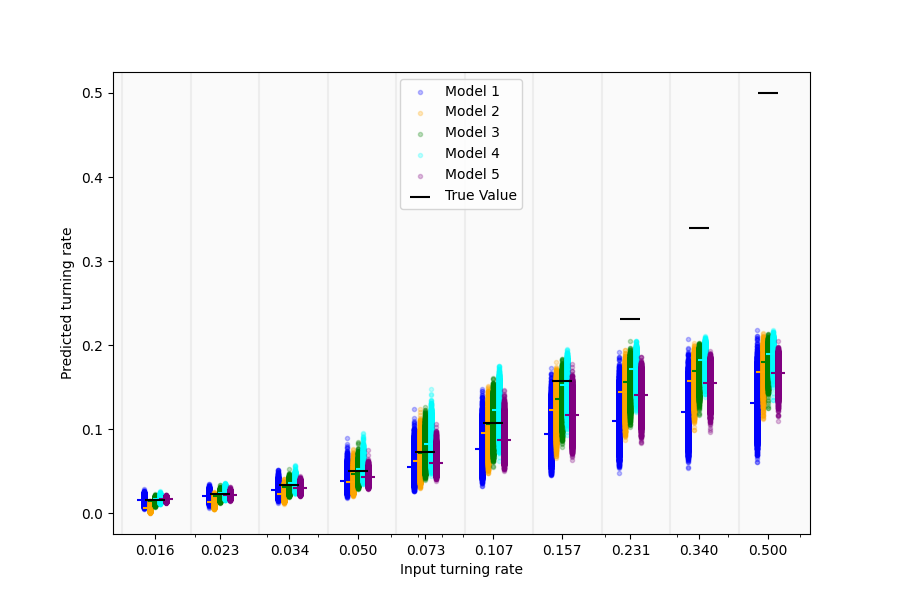 0.5
0.4
0.3
0.2
0.1
0.0
Predicted turning rate
Model 1
Model 2
Model 3
Model 4
Model 5
True Value
0.016 0.023 0.034 0.050 0.073 0.107 0.157 0.231 0.340 0.500
Input turning rate